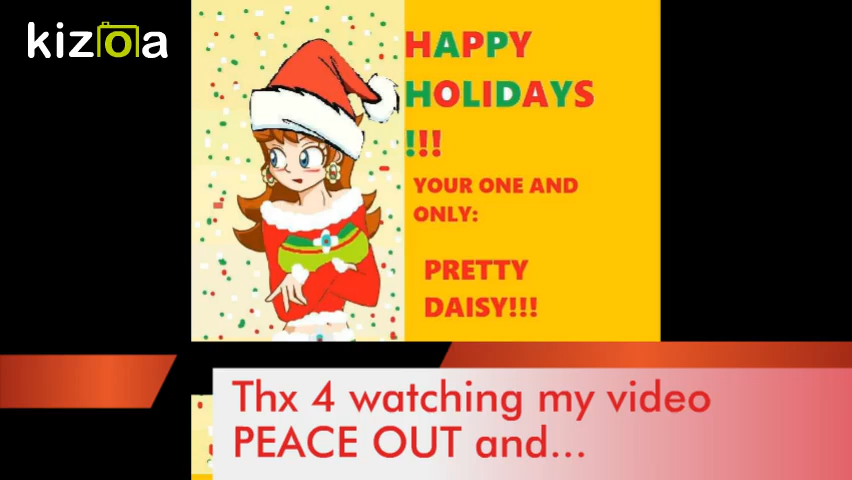 kizoa
HAPPY
HOLIDAYS
!!!
YOUR ONE AND
ONLY:
PRETTY
DAISY!!!
Thx 4 watching my video
PEACE OUT and...